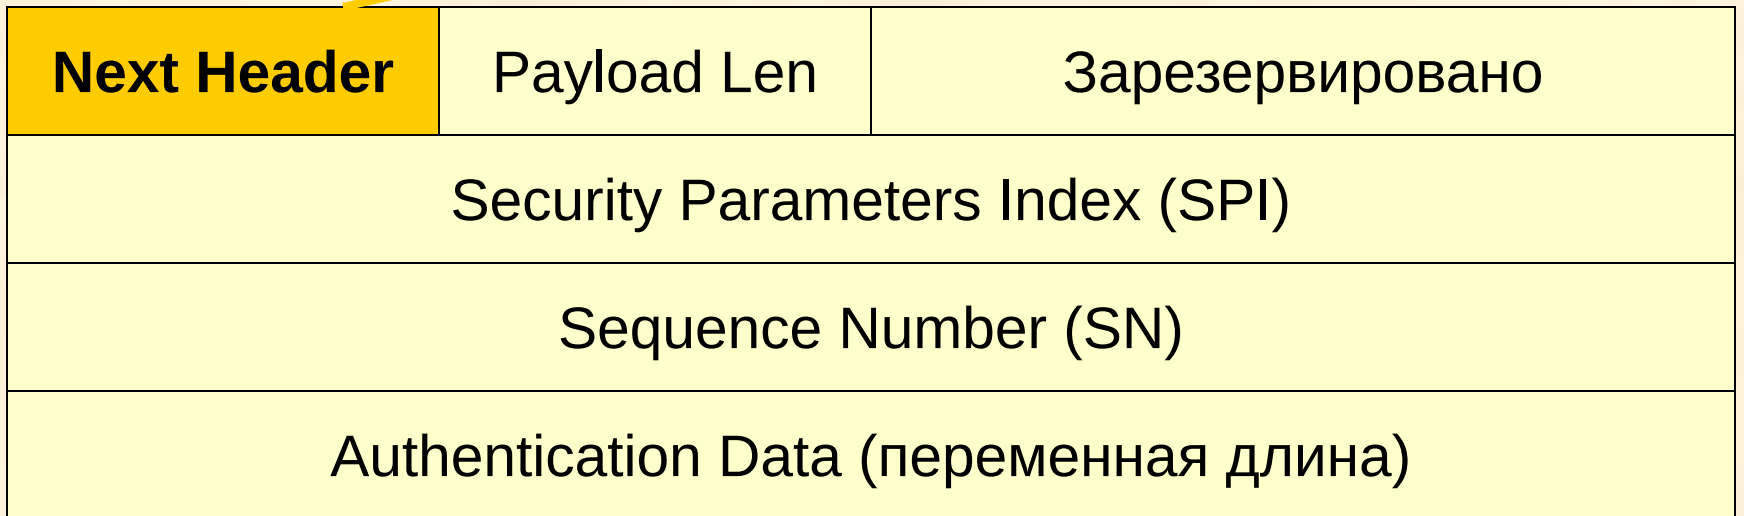 Next Header
Payload Len
Зарезервировано
Security Parameters Index (SPI)
Sequence Number (SN)
Authentication Data (переменная длина)